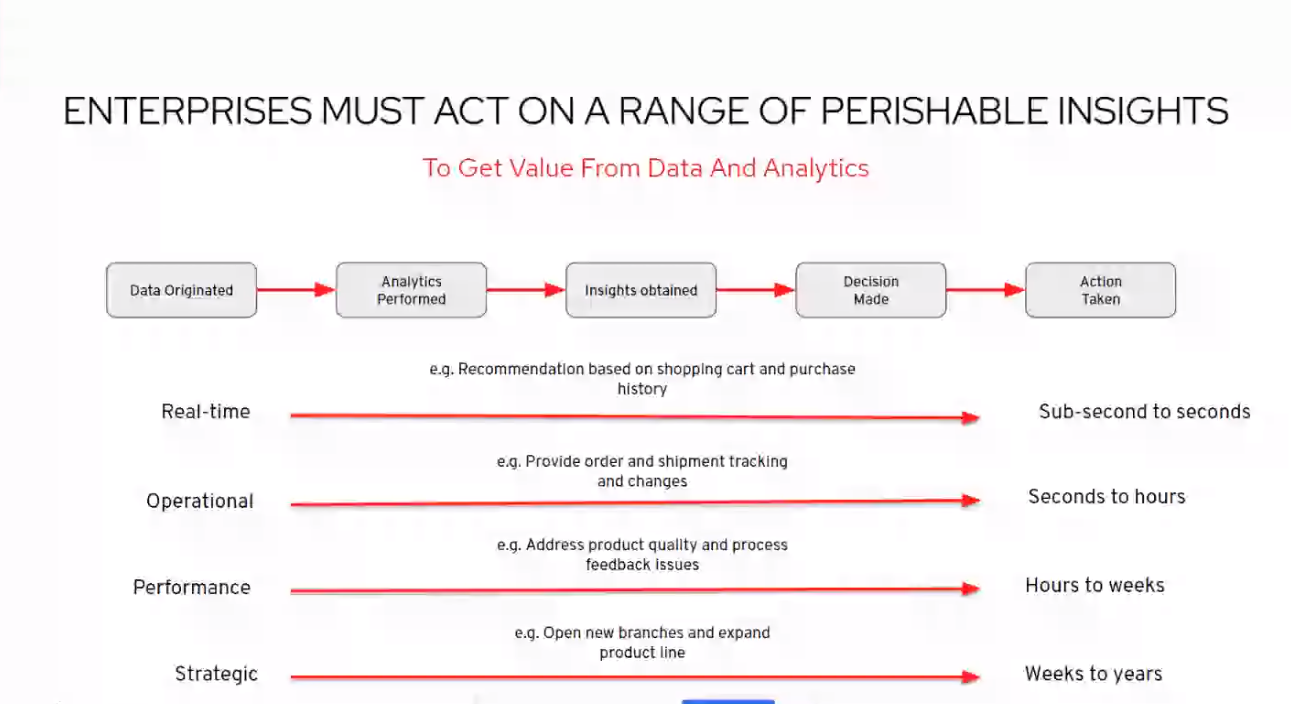 ENTERPRISES MUST ACT ON A RANGE OF PERISHABLE INSIGHTS
To Get Value From Data And Analytics
Data Originated
Analytics
Performed
Insights obtained
Decision
Made
Action
Taken
e.g. Recommendation based on shopping cart and purchase
history
Real-time
Sub-second to seconds
e.g. Provide order and shipment tracking
and changes
Operational
Seconds to hours
e.g. Address product quality and process
feedback issues
Performance
Hours to weeks
e.g. Open new branches and expand
product line
Strategic
Weeks to years